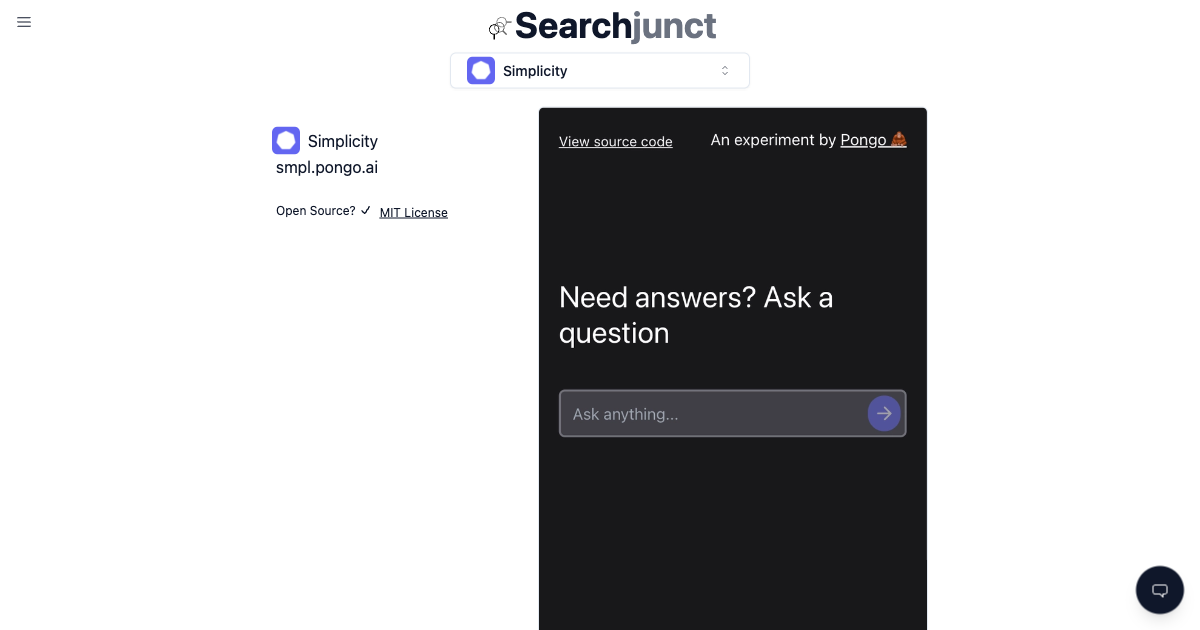 Searchjunct
Simplicity
Simplicity
smpl.pongo.ai
Open Source? ✓ MIT License
View source code
An experiment by Pongo 🦧
Need answers? Ask a
question
Ask anything...